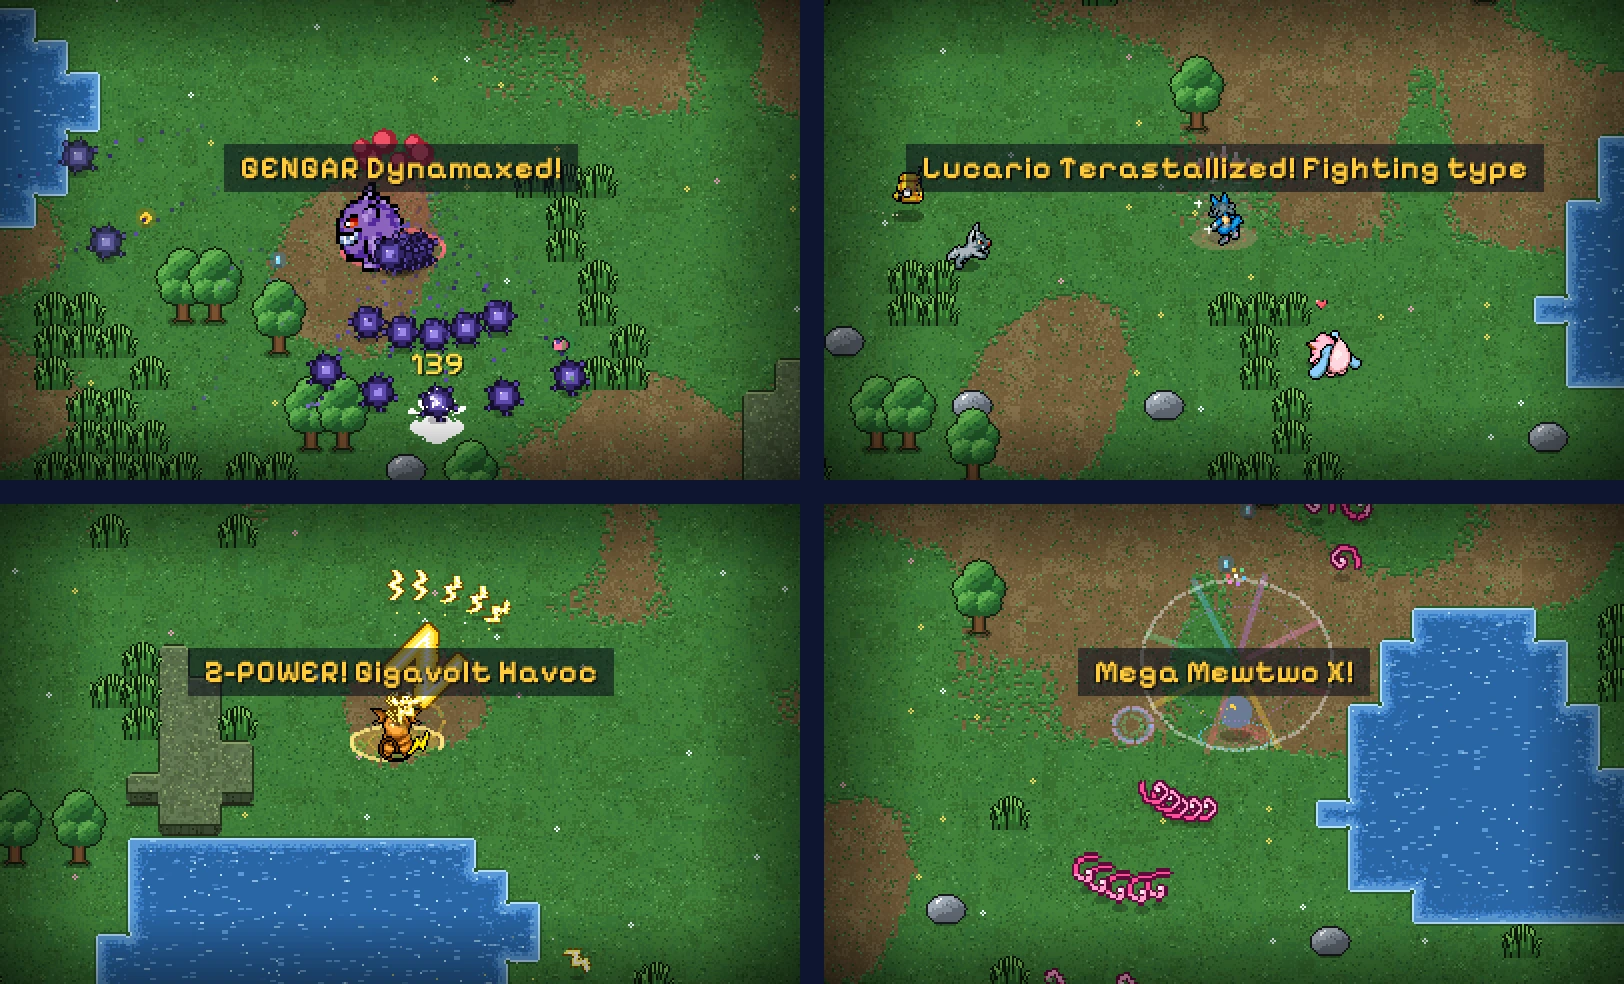 GENGAR Dynamaxed!
139
Lucario Terastallized! Fighting type
Z-POWER! Gigavolt Havoc
Mega Mewtwo X!